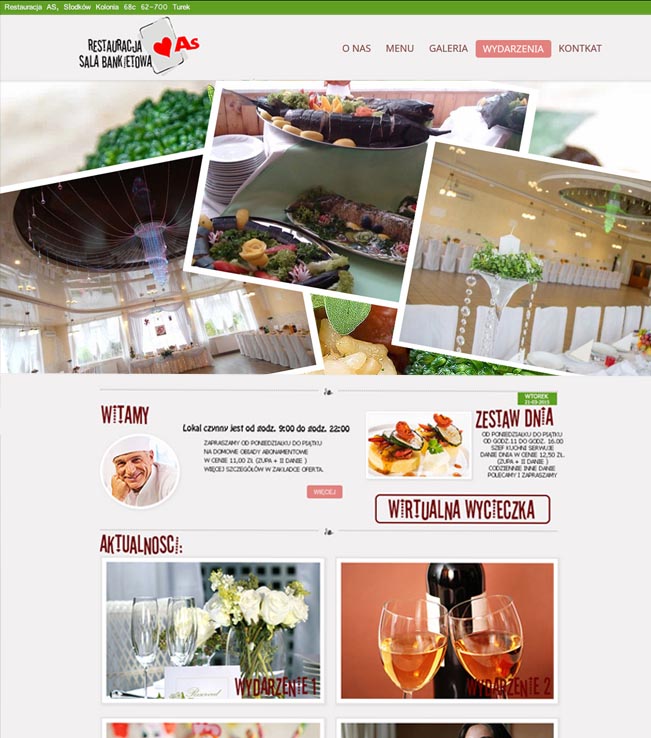 Restauracja AS, Słodków Kolonia 68c 62-700 Turek
RESTAURACJA AS
SALA BANKIETOWA
O NAS MENU GALERIA WYDARZENIA KONTKAT
WTOREK
21-03-2015
WITAMY
Lokal czynny jest od godz. 9:00 do godz. 22:00
ZAPRASZAMY OD PONIEDZIAŁKU DO PIĄTKU
NA DOMOWE OBIADY ABONAMENTOWE
W CENIE 11,00 ZŁ (ZUPA + II DANIE )
WIĘCEJ SZCZEGÓŁÓW W ZAKŁADCE OFERTA.
WIĘCEJ
ZESTAW DNIA
OD PONIEDZIAŁKU DO PIĄTKU
OD GODZ.11 DO GODZ. 16.00
SZEF KUCHNI SERWUJE
DANIE DNIA W CENIE 12,50 ZŁ.
(ZUPA + II DANIE )
CODZIENNIE INNE DANIE
POLECAMY I ZAPRASZAMY
WIRTUALNA WYCIECZKA
AKTUALNOSCI:
WYDARZENIE 1
WYDARZENIE 2